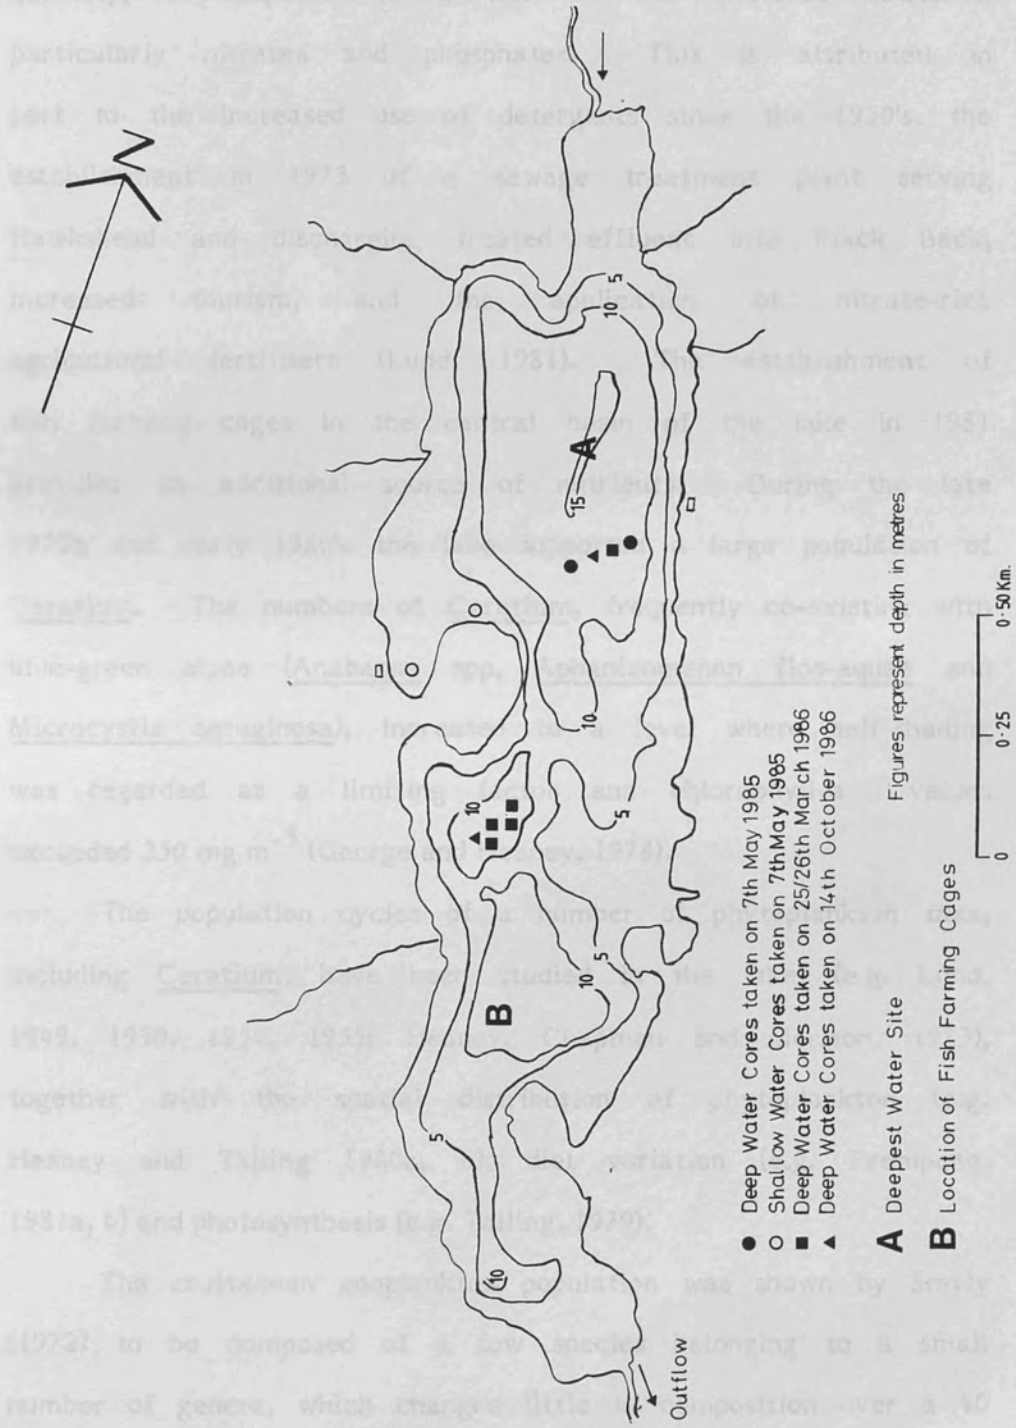 N
5
10
15
A
10
10
5
5
10
B
5
10
Outflow
Deep Water Cores taken on 7th May 1985
Shallow Water Cores taken on 7th May 1985
Deep Water Cores taken on 25/26th March 1986
Deep Water Cores taken on 14th October 1986
A Deepest Water Site
B Location of Fish Farming Cages
Figures represent depth in metres
0 0·25 0·50 Km.
particularly nitrates and phosphates. This is attributed in
part to the increased use of detergents since the 1950's, the
establishment in 1973 of a sewage treatment plant serving
Hawkshead and discharging treated effluent into Black Beck,
increased tourism, and the application of nitrate-rich
agricultural fertilisers (Lund, 1981). The establishment of
fish farming cages in the central basin of the lake in 1981
provided an additional source of nutrients. During the late
1970's and early 1980's the lake supported a large population of
Ceratium. The numbers of Ceratium, frequently co-existing with
blue-green algae (Anabaena spp, Aphanizomenon flos-aquae and
Microcystis aeruginosa), increased to a level where self-shading
was regarded as a limiting factor and chlorophyll values
exceeded 350 mg m⁻³ (George and Heaney, 1978).
The population cycles of a number of phytoplankton taxa,
including Ceratium, have been studied in the lake (e.g. Lund,
1949, 1950, 1954, 1955; Heaney, Chapman and
together with the spatial distribution of phytoplankton (e.g.
Heaney and Talling 1980a, b), diel variation (e.g. Frempong,
1981a, b) and photosynthesis (e.g. Talling, 1979).
The crustacean zooplankton population was shown by Smyly
(1972) to be composed of a few species belonging to a small
number of genera, which changed little in composition over a 40